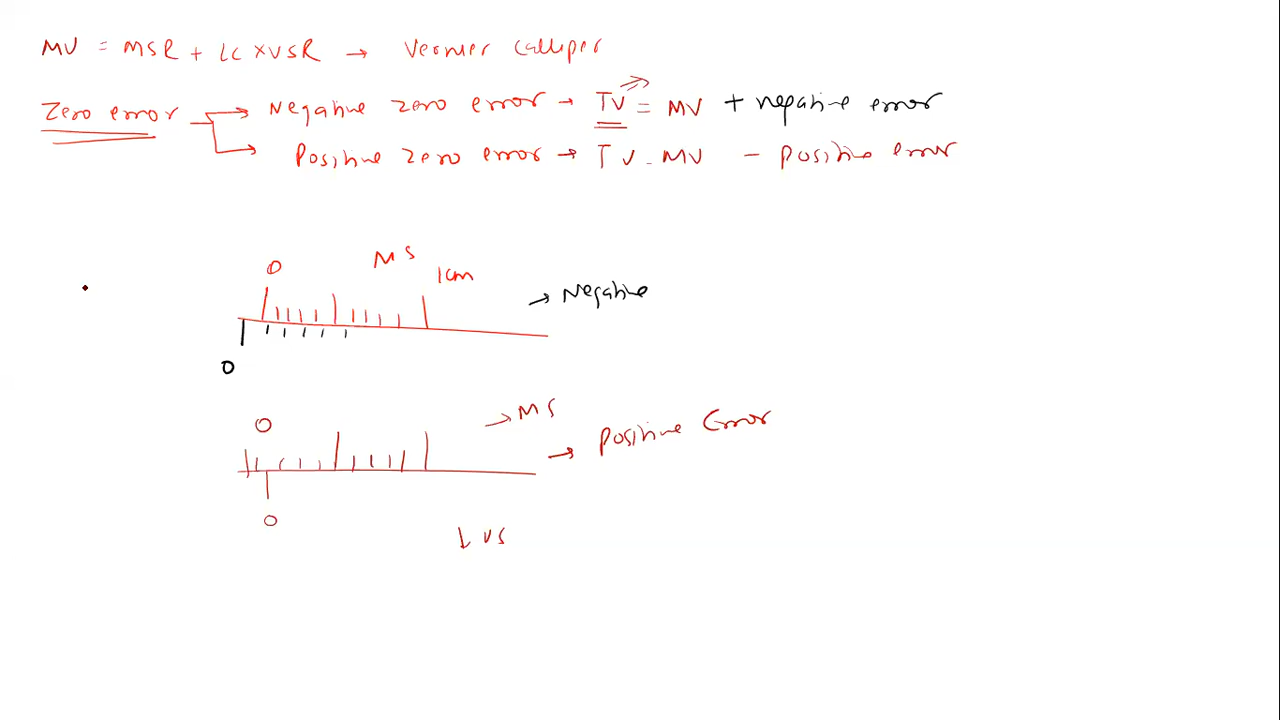 MV = MSR + LC XVSR → Vernier Calliper
Zero error → Negative zero error → TV = MV + negative error
→ Positive zero error → TV - MV - positive error
0 MS 1cm → Negative
0
0 → MS → Positive Error
0 ↓ VS